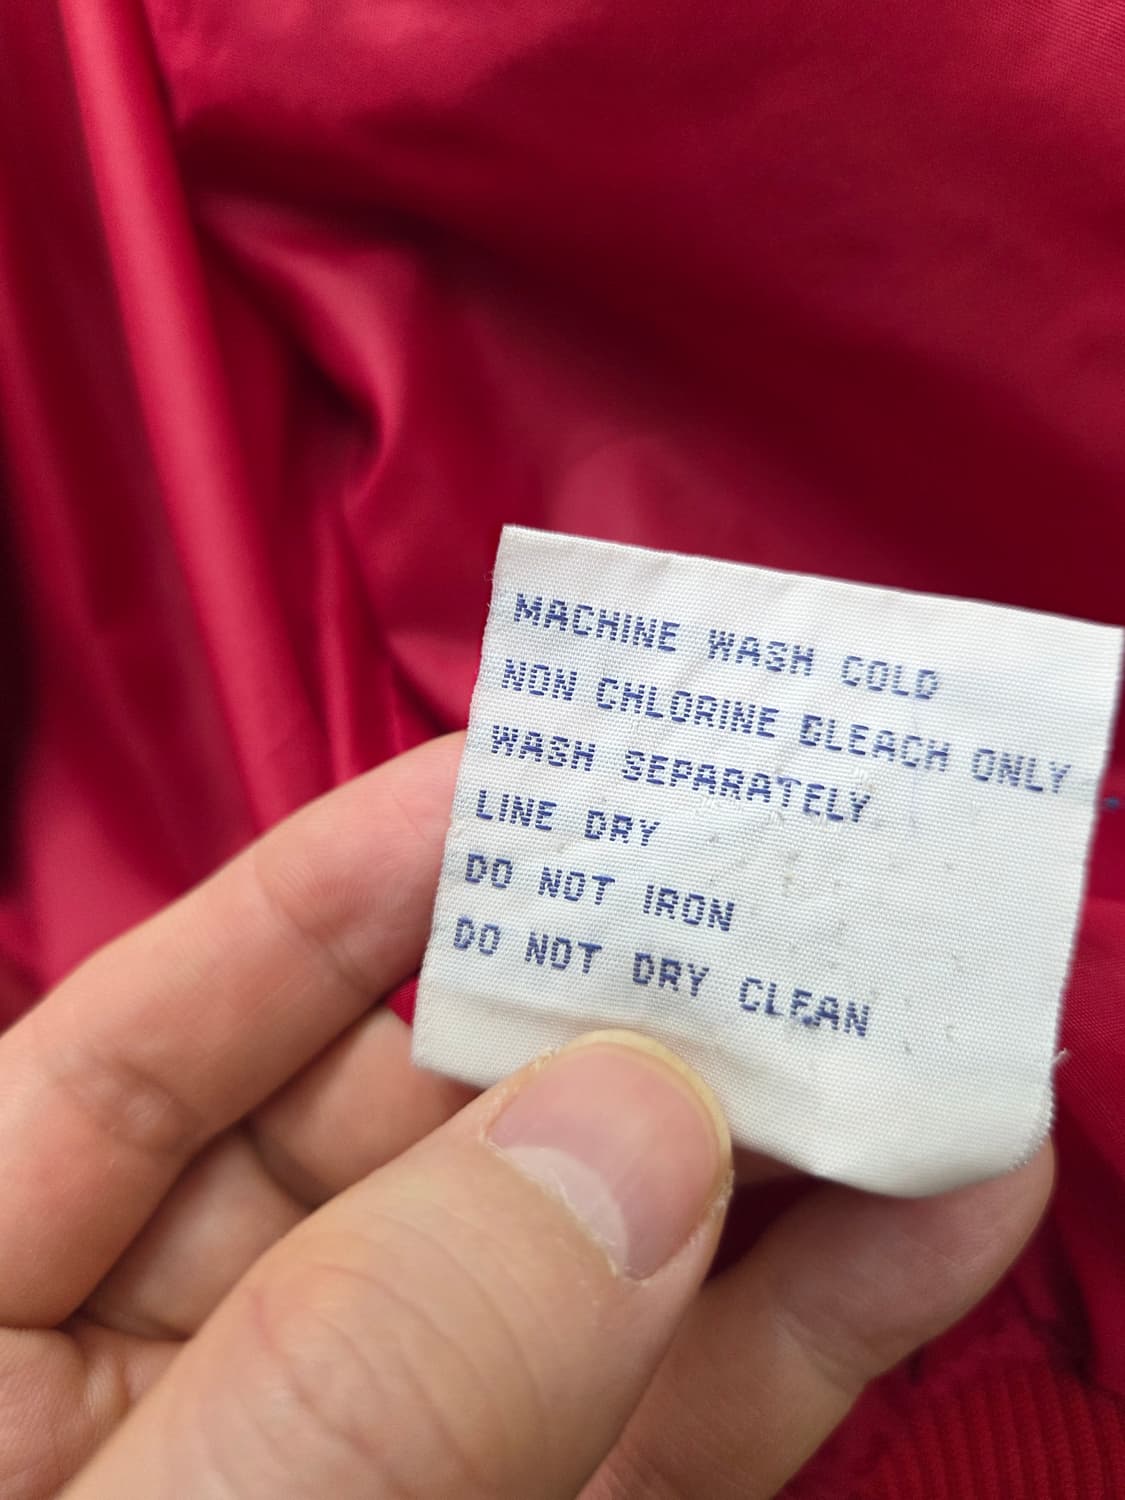 MACHINE WASH COLD
NON CHLORINE BLEACH ONLY
WASH SEPARATELY
LINE DRY
DO NOT IRON
DO NOT DRY CLEAN